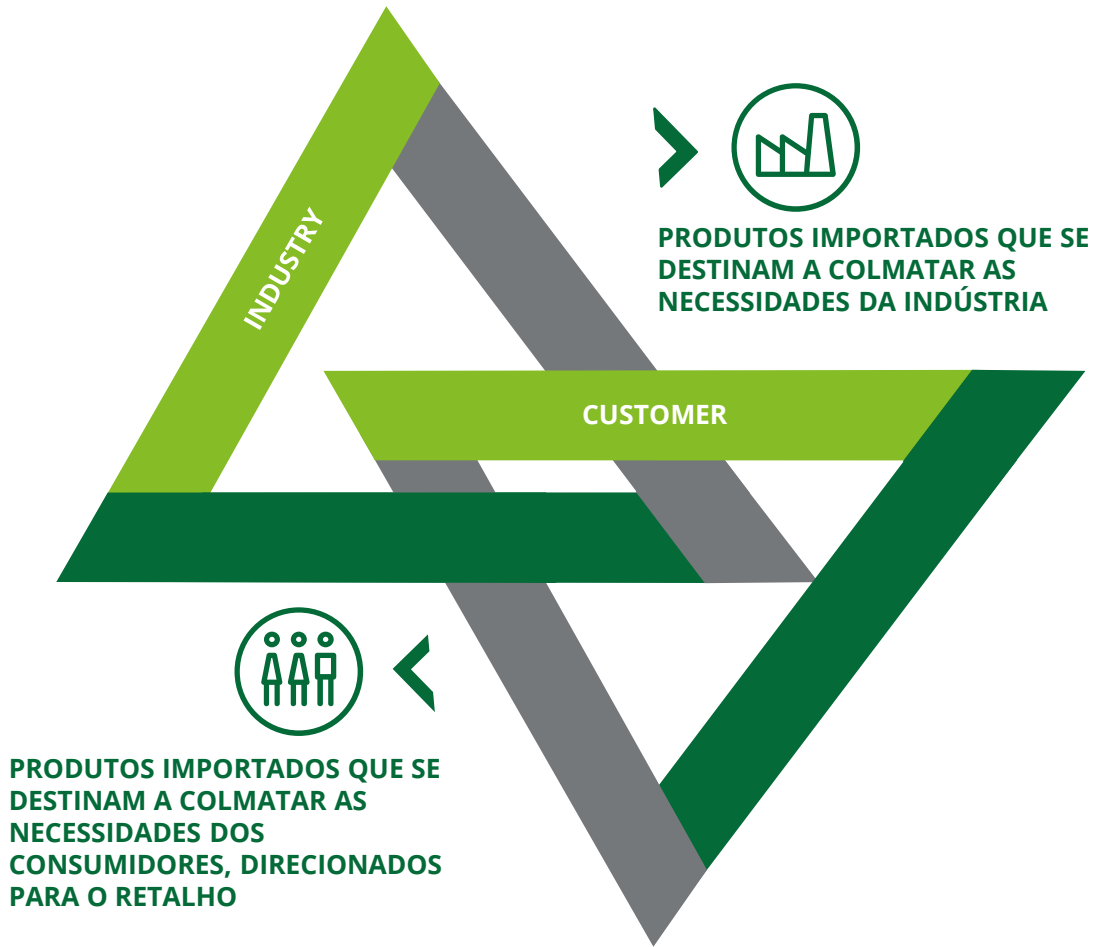 INDUSTRY
PRODUTOS IMPORTADOS QUE SE
DESTINAM A COLMATAR AS
NECESSIDADES DA INDÚSTRIA
CUSTOMER
PRODUTOS IMPORTADOS QUE SE
DESTINAM A COLMATAR AS
NECESSIDADES DOS
CONSUMIDORES, DIRECIONADOS
PARA O RETALHO